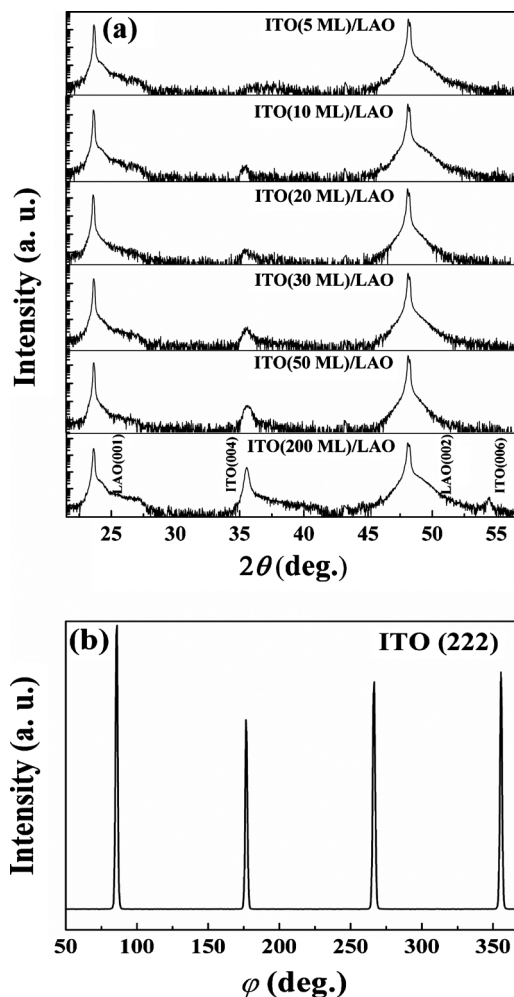 (a)
ITO(5 ML)/LAO
ITO(10 ML)/LAO
ITO(20 ML)/LAO
ITO(30 ML)/LAO
ITO(50 ML)/LAO
ITO(200 ML)/LAO
LAO(001)
ITO(004)
LAO(002)
ITO(006)
Intensity (a. u.)
25 30 35 40 45 50 55
2θ (deg.)
(b)
ITO (222)
Intensity (a. u.)
50 100 150 200 250 300 350
φ (deg.)